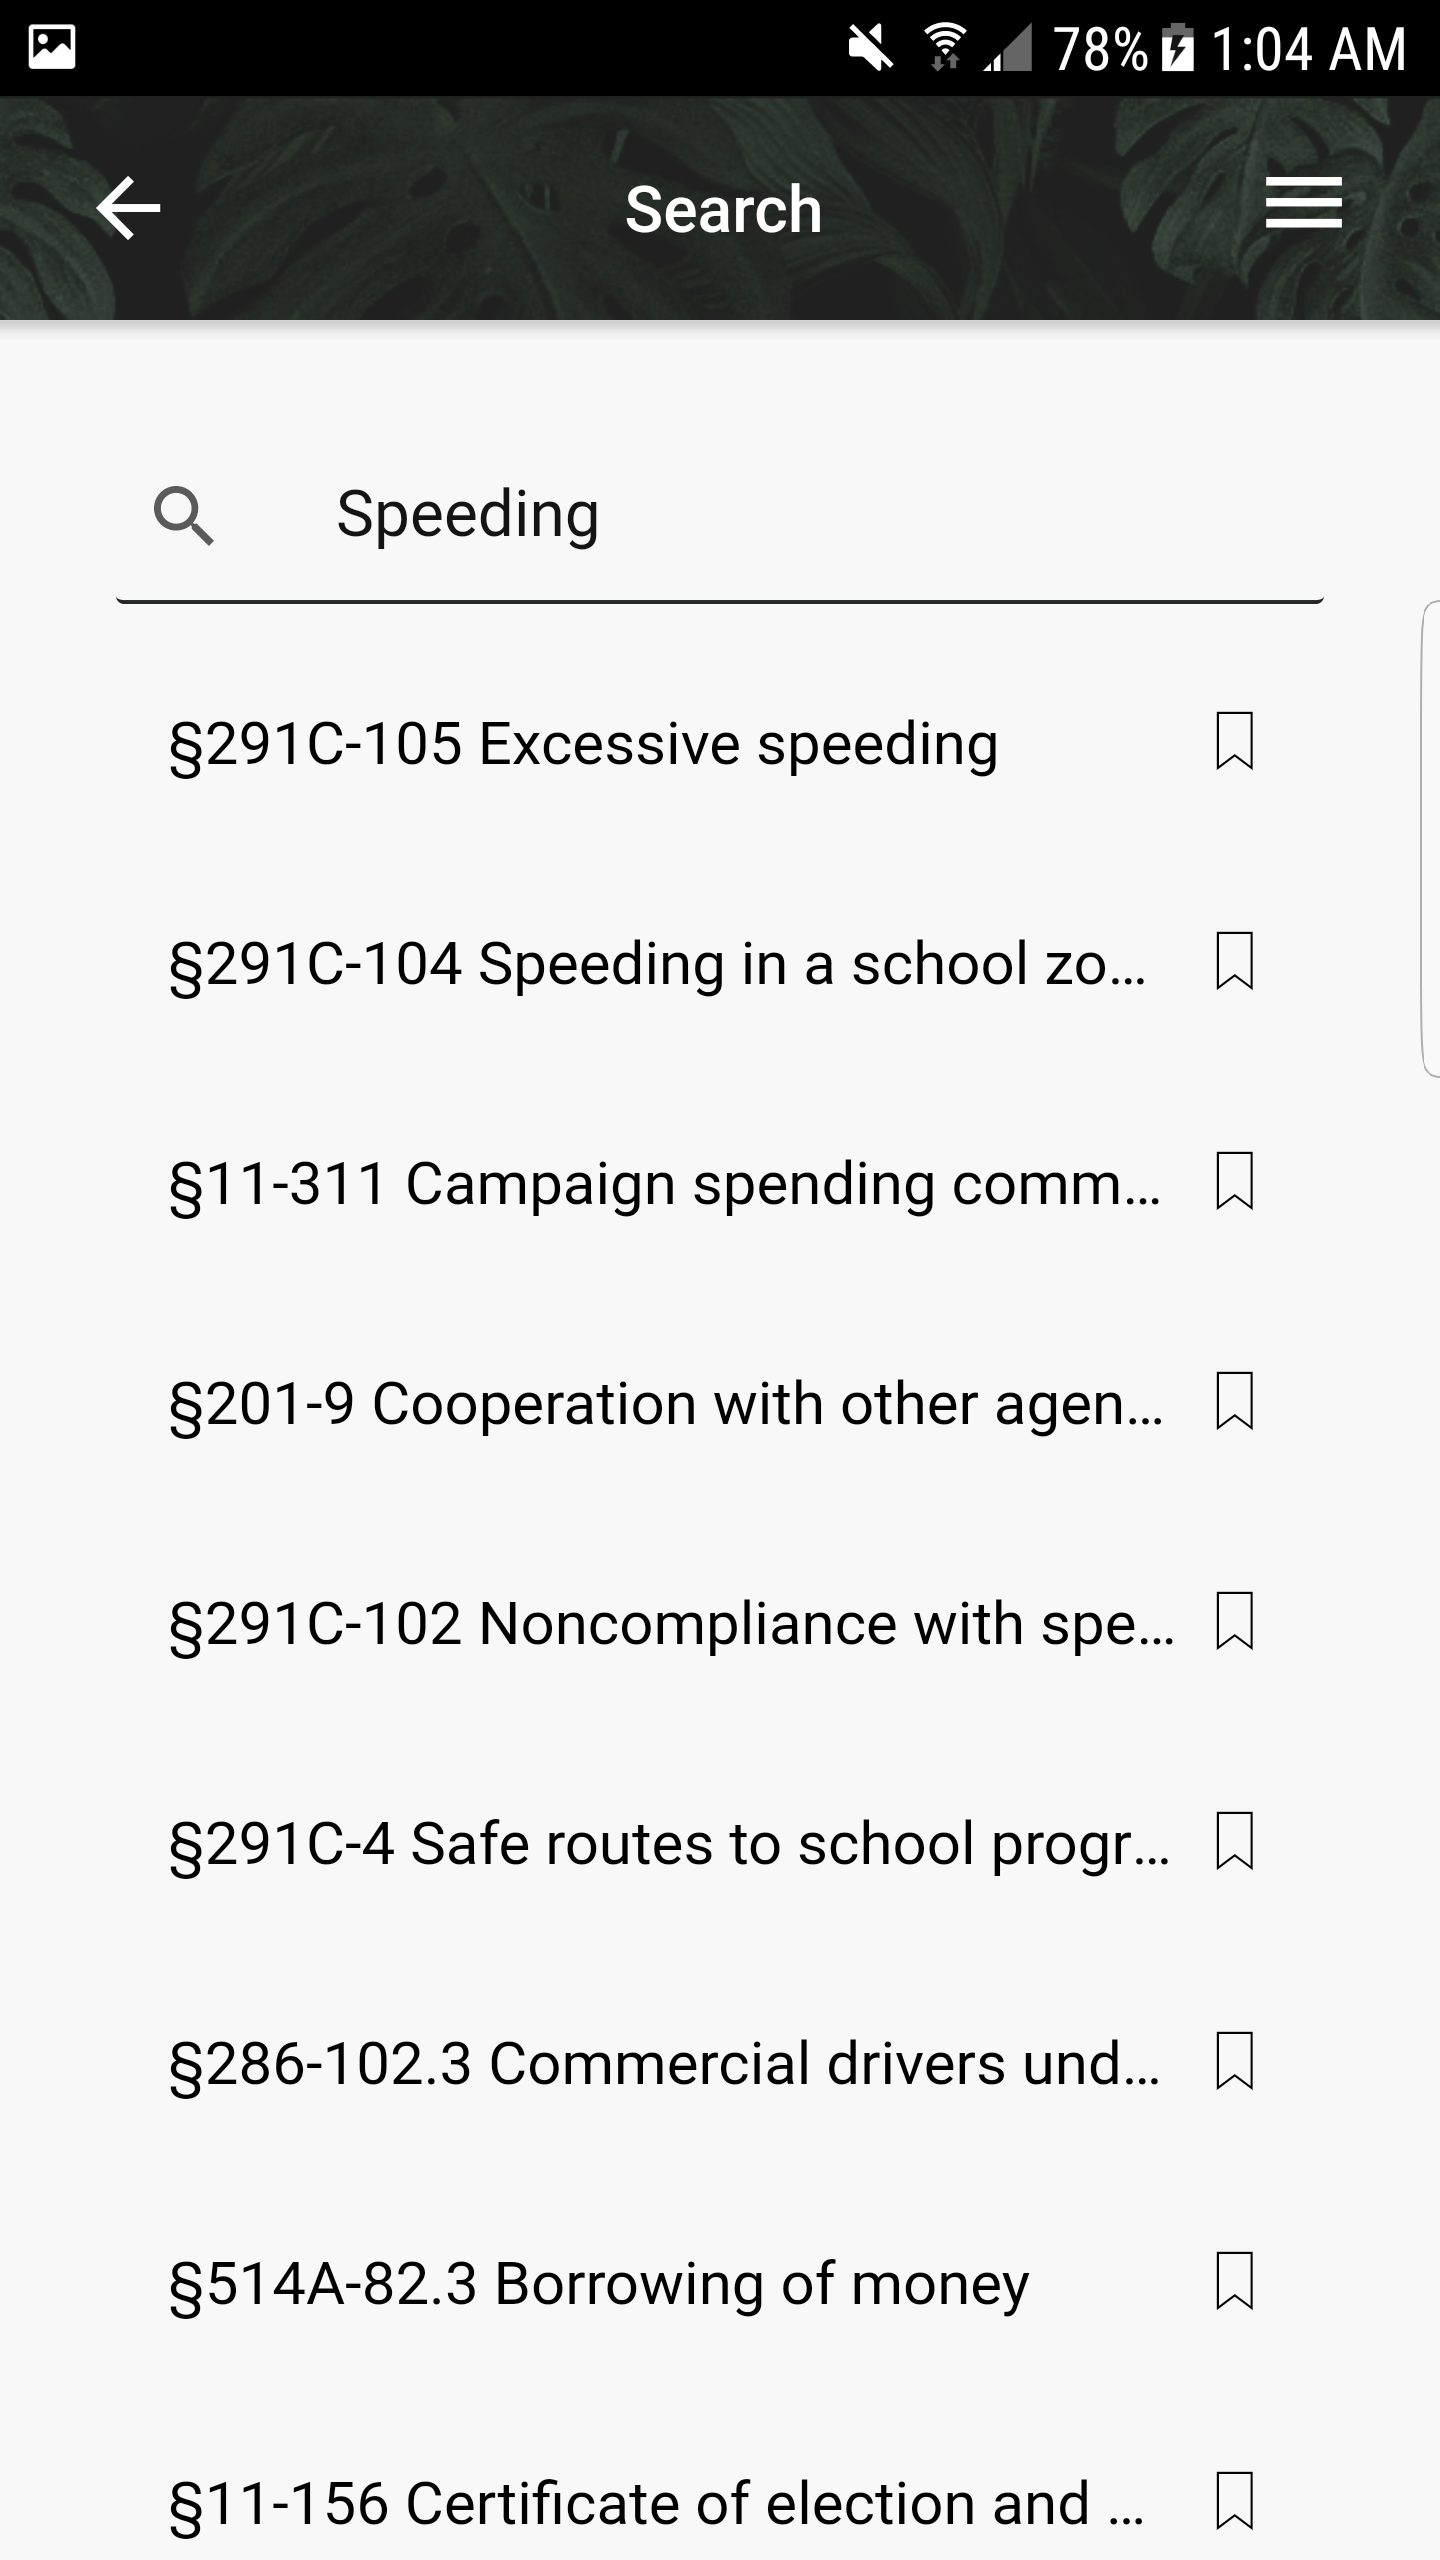 78% 1:04 AM
Search
Speeding
§291C-105 Excessive speeding
§291C-104 Speeding in a school zo...
§11-311 Campaign spending comm...
§201-9 Cooperation with other agen...
§291C-102 Noncompliance with spe...
§291C-4 Safe routes to school progr...
§286-102.3 Commercial drivers und...
§514A-82.3 Borrowing of money
§11-156 Certificate of election and ...